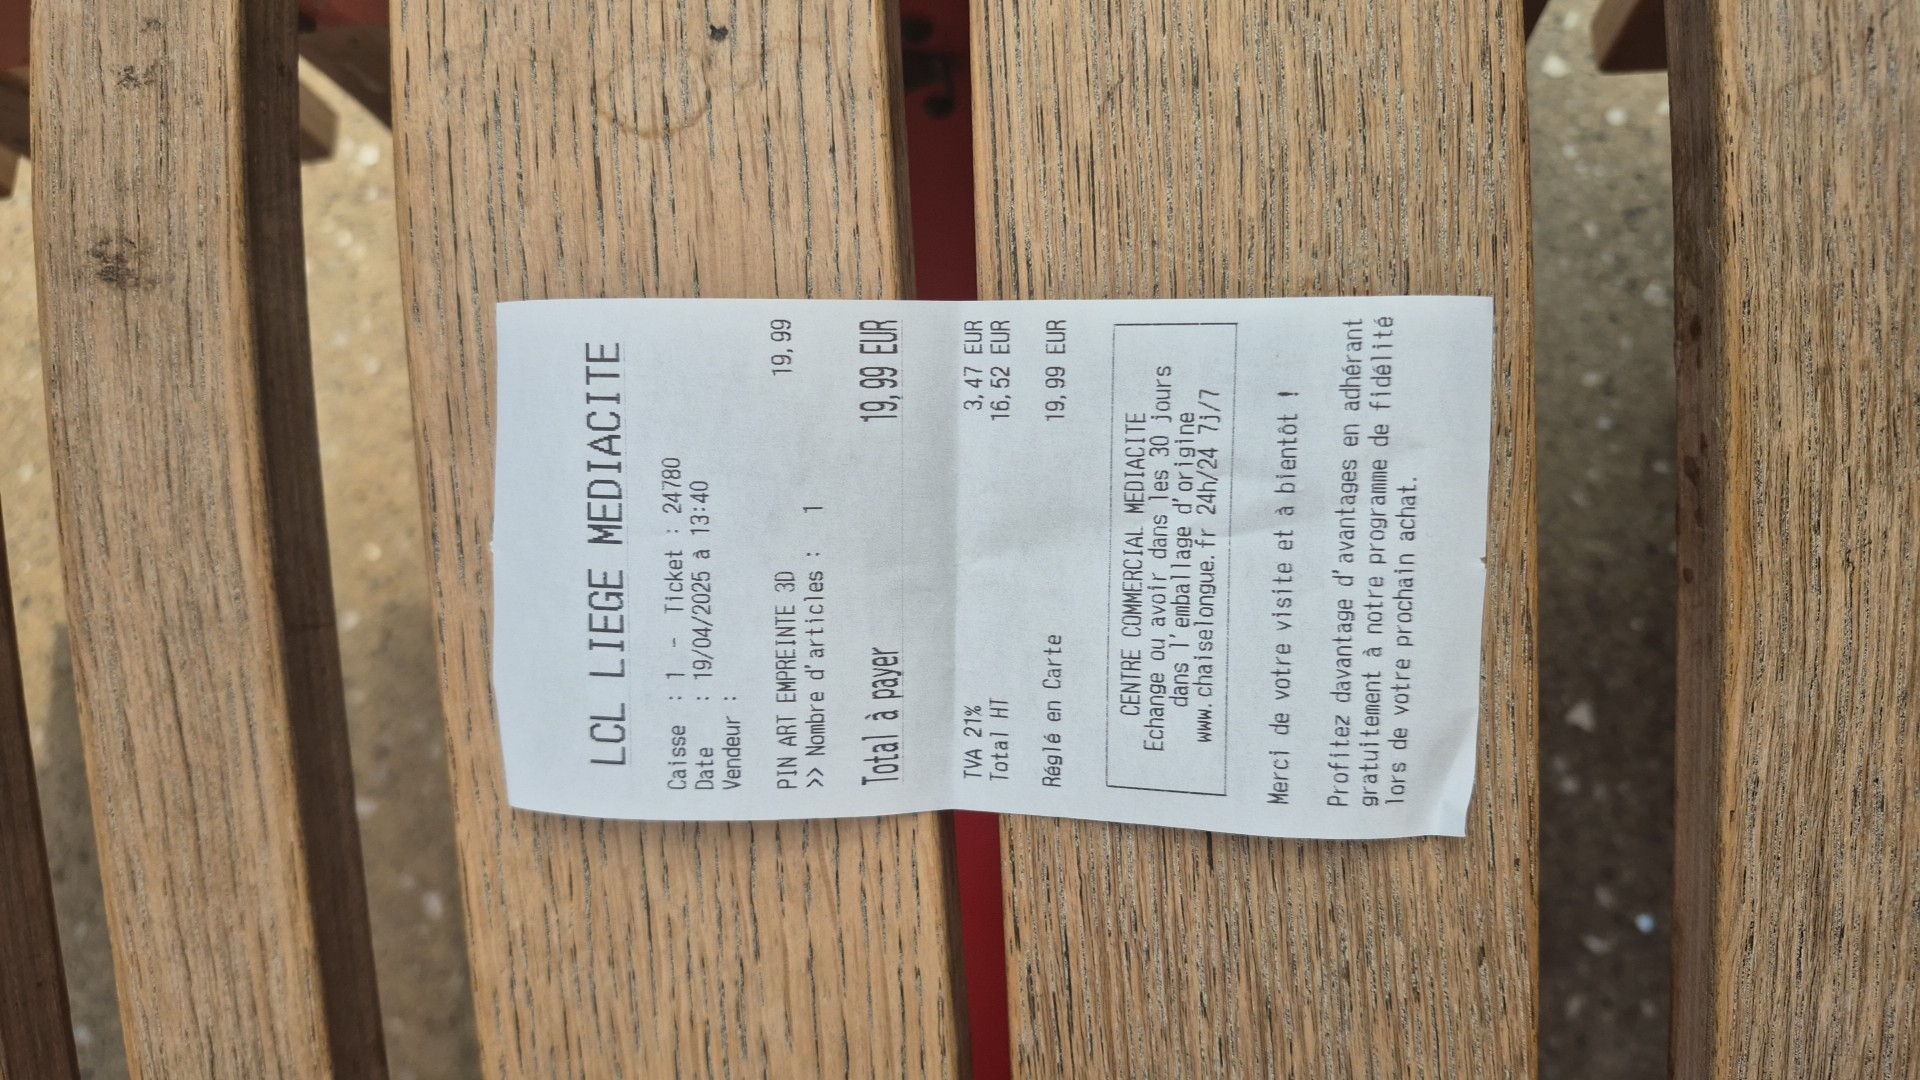 LCL LIEGE MEDIACITE
Caisse : 1 - Ticket : 24780
Date : 19/04/2025 à 13:40
Vendeur :
PIN ART EMPREINTE 3D 19,99
>> Nombre d'articles : 1
Total à payer 19,99 EUR
TVA 21% 3,47 EUR
Total HT 16,52 EUR
Réglé en Carte 19,99 EUR
CENTRE COMMERCIAL MEDIACITE
Echange ou avoir dans les 30 jours
dans l'emballage d'origine
www.chaiselongue.fr 24h/24 7j/7
Merci de votre visite et à bientôt !
Profitez davantage d'avantages en adhérant
gratuitement à notre programme de fidélité
lors de votre prochain achat.